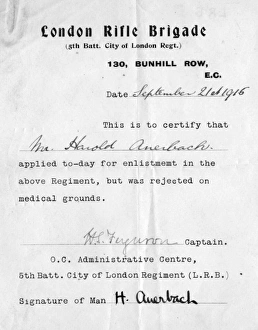 London Rifle Brigade
(5th Batt. City of London Regt.)
130, BUNHILL ROW,
E.C.
Date September 21st 1916
This is to certify that
Mr. Harold Auerbach
applied to-day for enlistment in the
above Regiment, but was rejected on
medical grounds.
H.S. Ferguson Captain.
O.C. Administrative Centre,
5th Batt. City of London Regiment (L.R.B.)
Signature of Man H. Auerbach